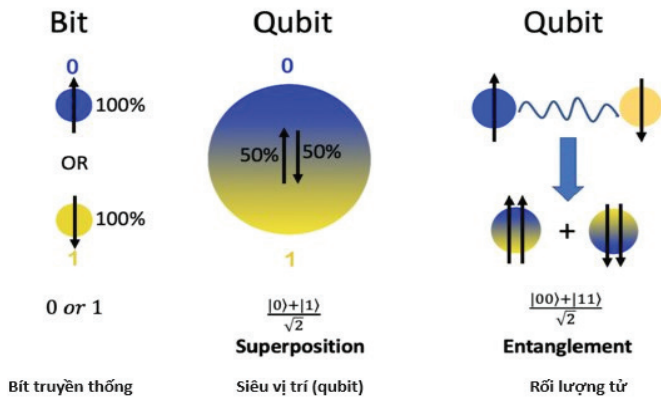 Bit
0
100%
OR
100%
1
0 or 1
Bít truyền thống
Qubit
0
50% 50%
1
|0⟩+|1⟩
√2
Superposition
Siêu vị trí (qubit)
Qubit
+
|00⟩+|11⟩
√2
Entanglement
Rối lượng tử